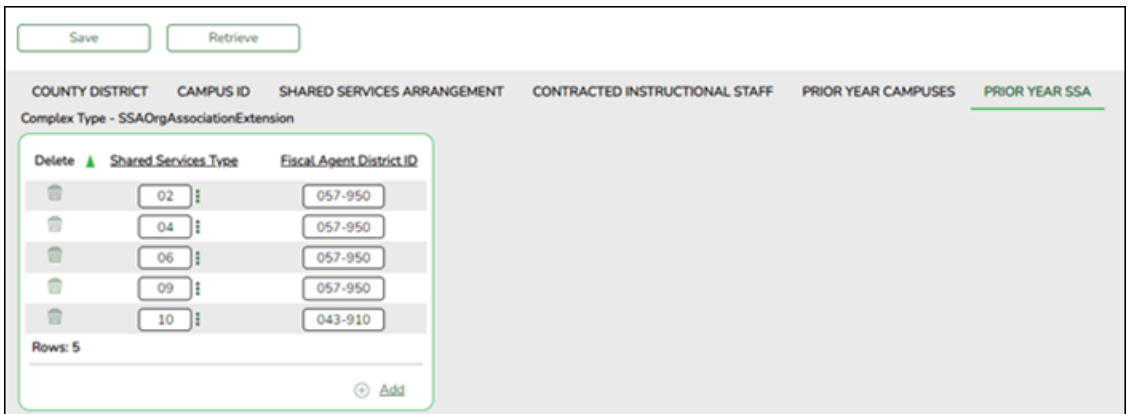 Save Retrieve
COUNTY DISTRICT CAMPUS ID SHARED SERVICES ARRANGEMENT CONTRACTED INSTRUCTIONAL STAFF PRIOR YEAR CAMPUSES PRIOR YEAR SSA
Complex Type - SSAOrgAssociationExtension
Delete Shared Services Type Fiscal Agent District ID
02 057-950
04 057-950
06 057-950
09 057-950
10 043-910
Rows: 5
Add